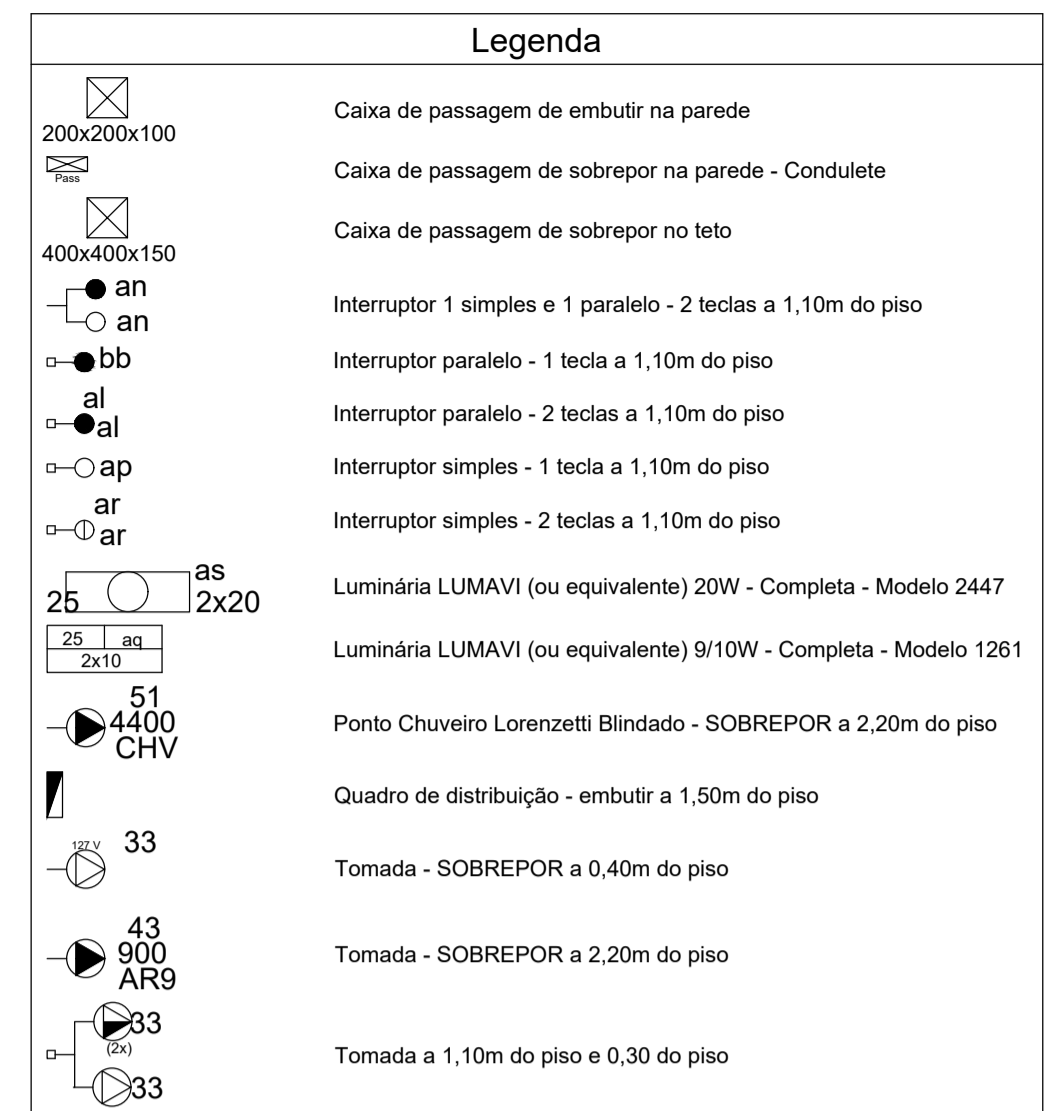 Legenda
200x200x100
Caixa de passagem de embutir na parede
Pass
Caixa de passagem de sobrepor na parede - Condulete
400x400x150
Caixa de passagem de sobrepor no teto
an
an
Interruptor 1 simples e 1 paralelo - 2 teclas a 1,10m do piso
bb
Interruptor paralelo - 1 tecla a 1,10m do piso
al
al
Interruptor paralelo - 2 teclas a 1,10m do piso
ap
Interruptor simples - 1 tecla a 1,10m do piso
ar
ar
Interruptor simples - 2 teclas a 1,10m do piso
as
25 2x20
Luminária LUMAVI (ou equivalente) 20W - Completa - Modelo 2447
25 aq
2x10
Luminária LUMAVI (ou equivalente) 9/10W - Completa - Modelo 1261
51
4400
CHV
Ponto Chuveiro Lorenzetti Blindado - SOBREPOR a 2,20m do piso
Quadro de distribuição - embutir a 1,50m do piso
127 V 33
Tomada - SOBREPOR a 0,40m do piso
43
900
AR9
Tomada - SOBREPOR a 2,20m do piso
33
(2x)
33
Tomada a 1,10m do piso e 0,30 do piso